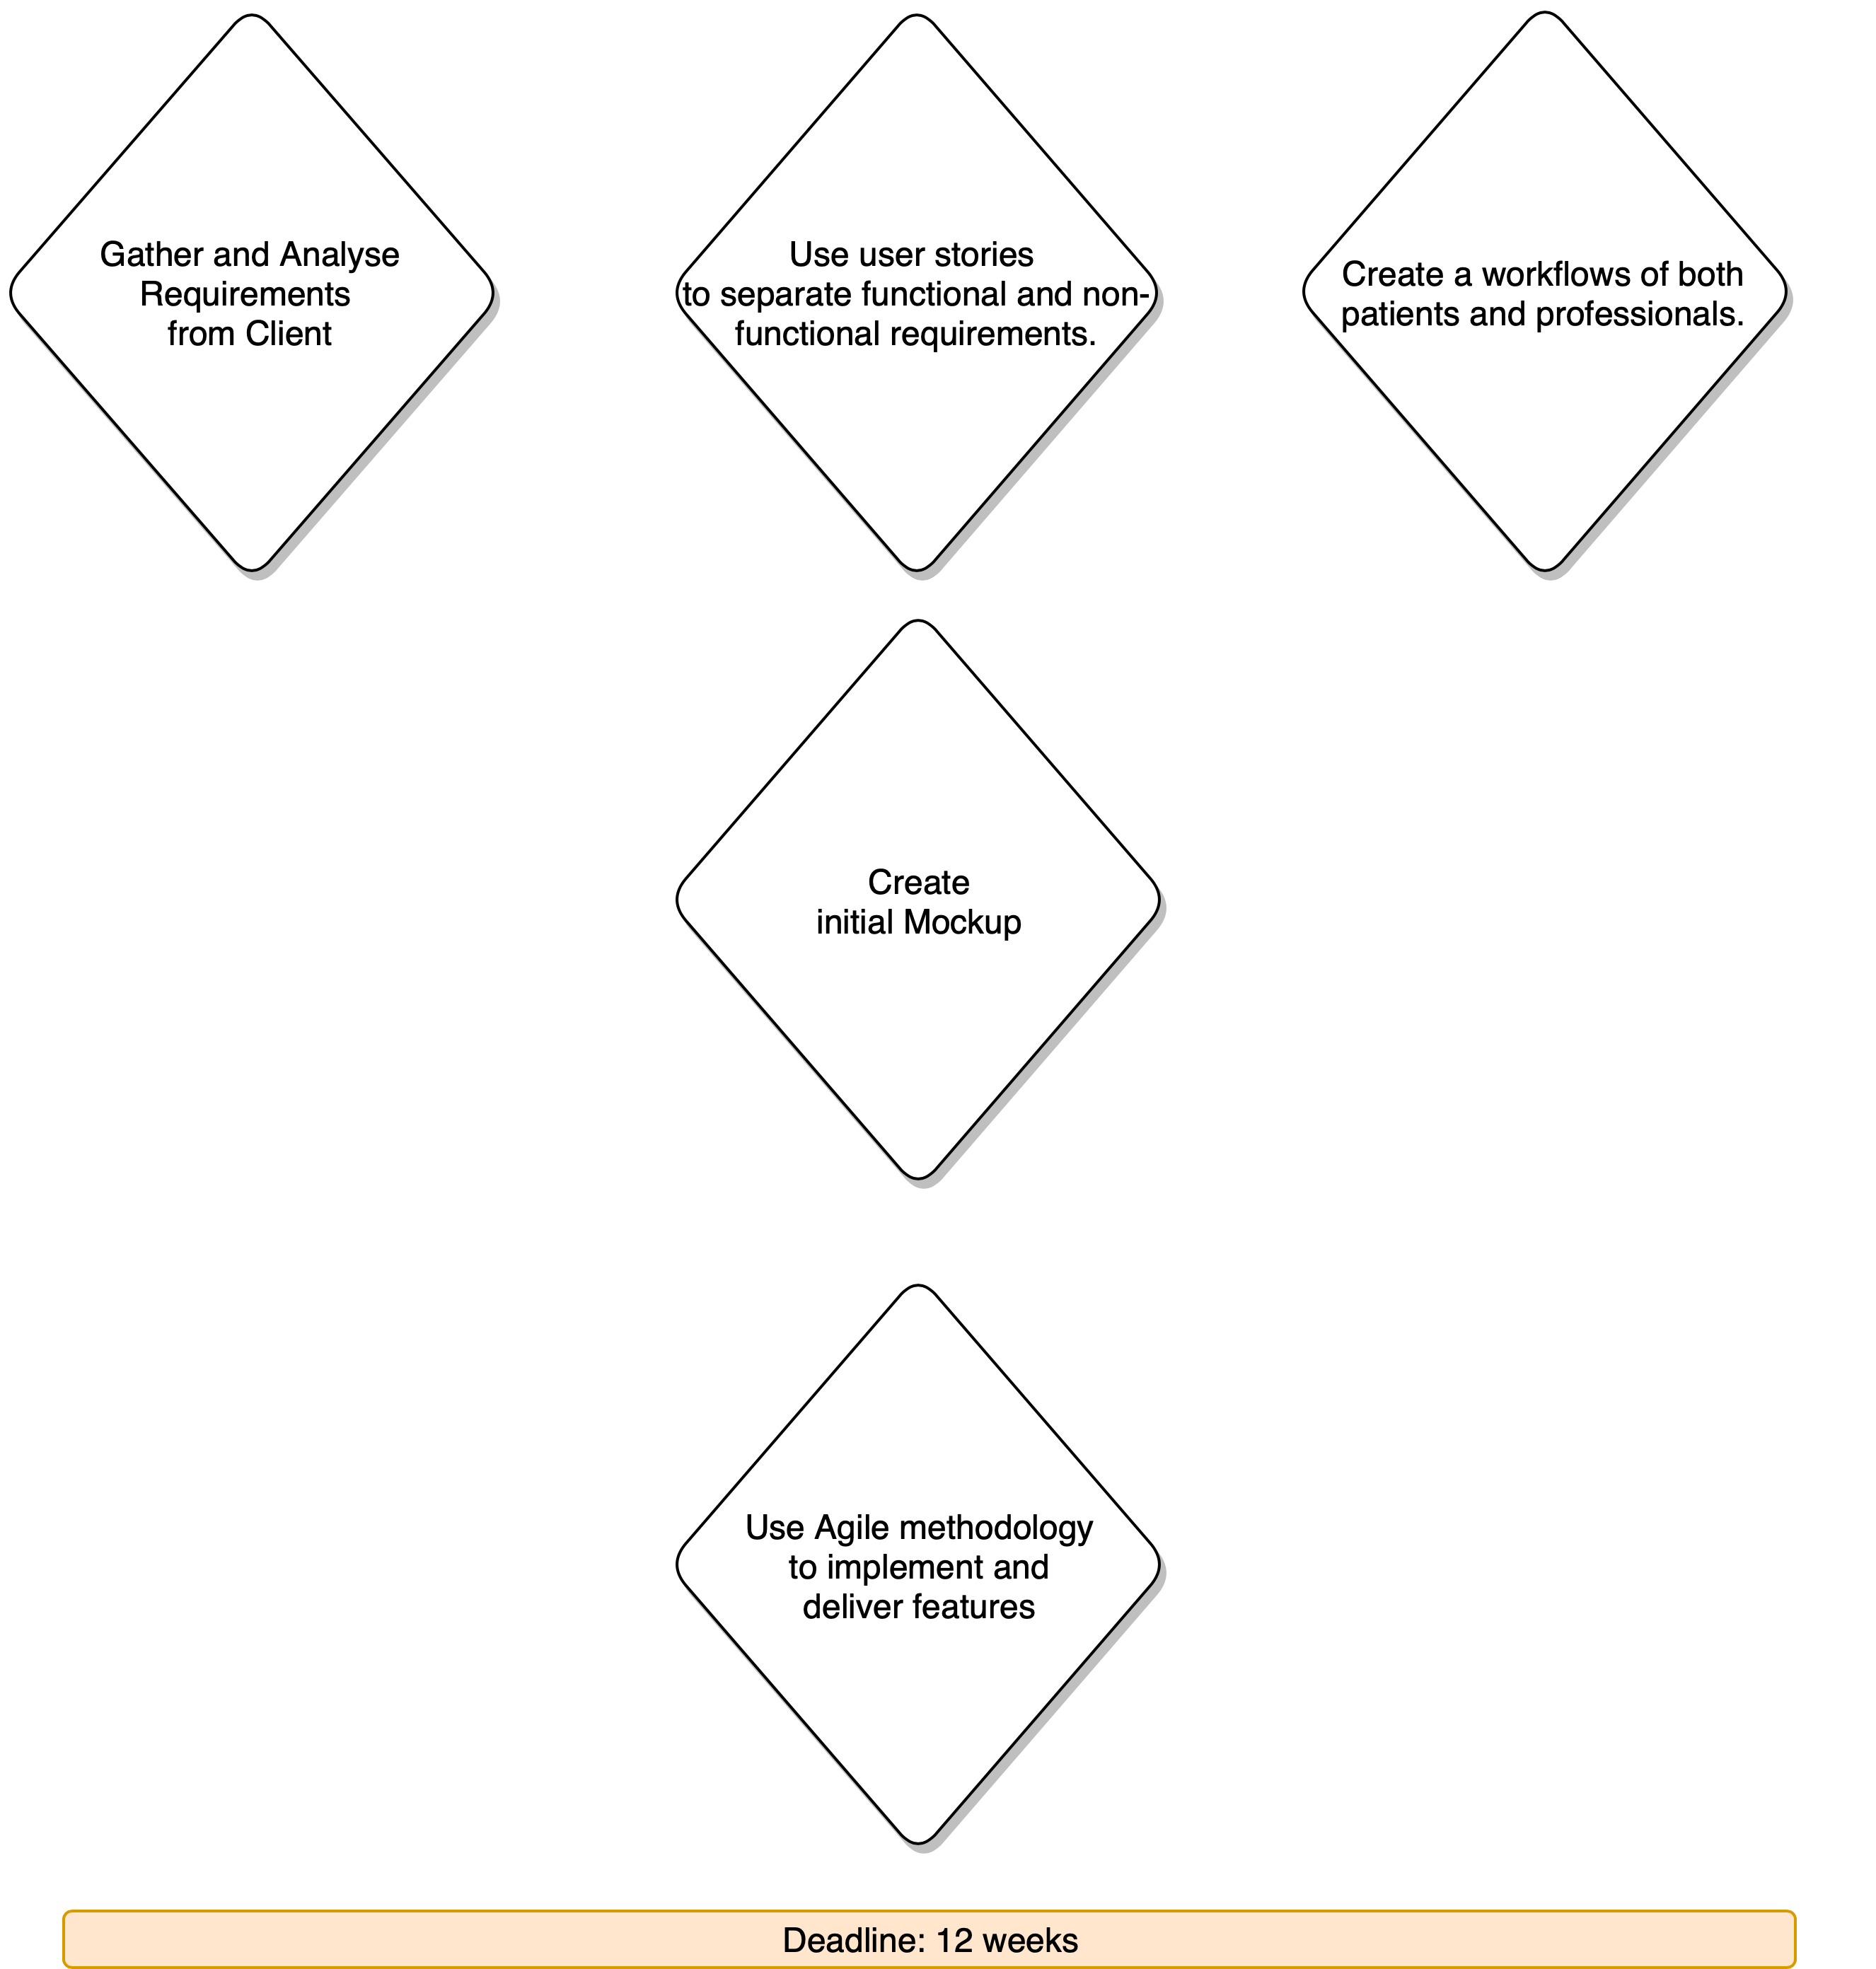 Gather and Analyse
Requirements
from Client
Use user stories
to separate functional and non-
functional requirements.
Create a workflows of both
patients and professionals.
Create
initial Mockup
Use Agile methodology
to implement and
deliver features
Deadline: 12 weeks